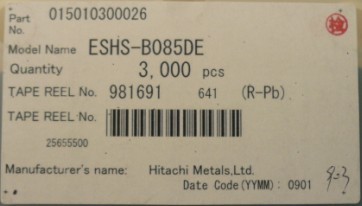 Part No. 015010300026
Model Name ESHS-B085DE
Quantity 3,000 pcs
TAPE REEL No. 981691 641 (R-Pb)
TAPE REEL No.
25655500
Manufacturer's name: Hitachi Metals,Ltd.
Date Code(YYMM): 0901